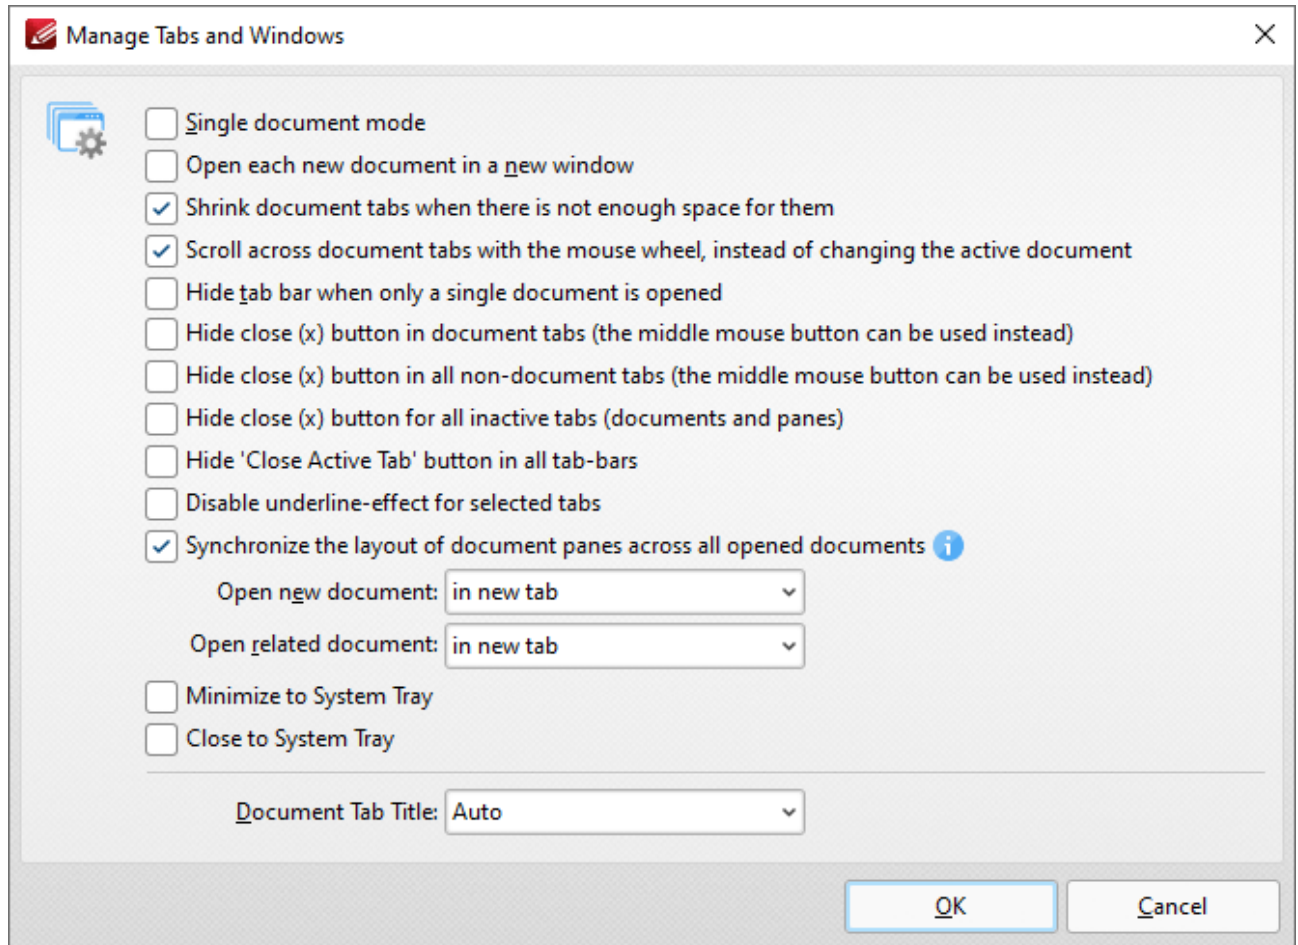 Manage Tabs and Windows
Single document mode
Open each new document in a new window
Shrink document tabs when there is not enough space for them
Scroll across document tabs with the mouse wheel, instead of changing the active document
Hide tab bar when only a single document is opened
Hide close (x) button in document tabs (the middle mouse button can be used instead)
Hide close (x) button in all non-document tabs (the middle mouse button can be used instead)
Hide close (x) button for all inactive tabs (documents and panes)
Hide 'Close Active Tab' button in all tab-bars
Disable underline-effect for selected tabs
Synchronize the layout of document panes across all opened documents i
Open new document: in new tab
Open related document: in new tab
Minimize to System Tray
Close to System Tray
Document Tab Title: Auto
OK Cancel